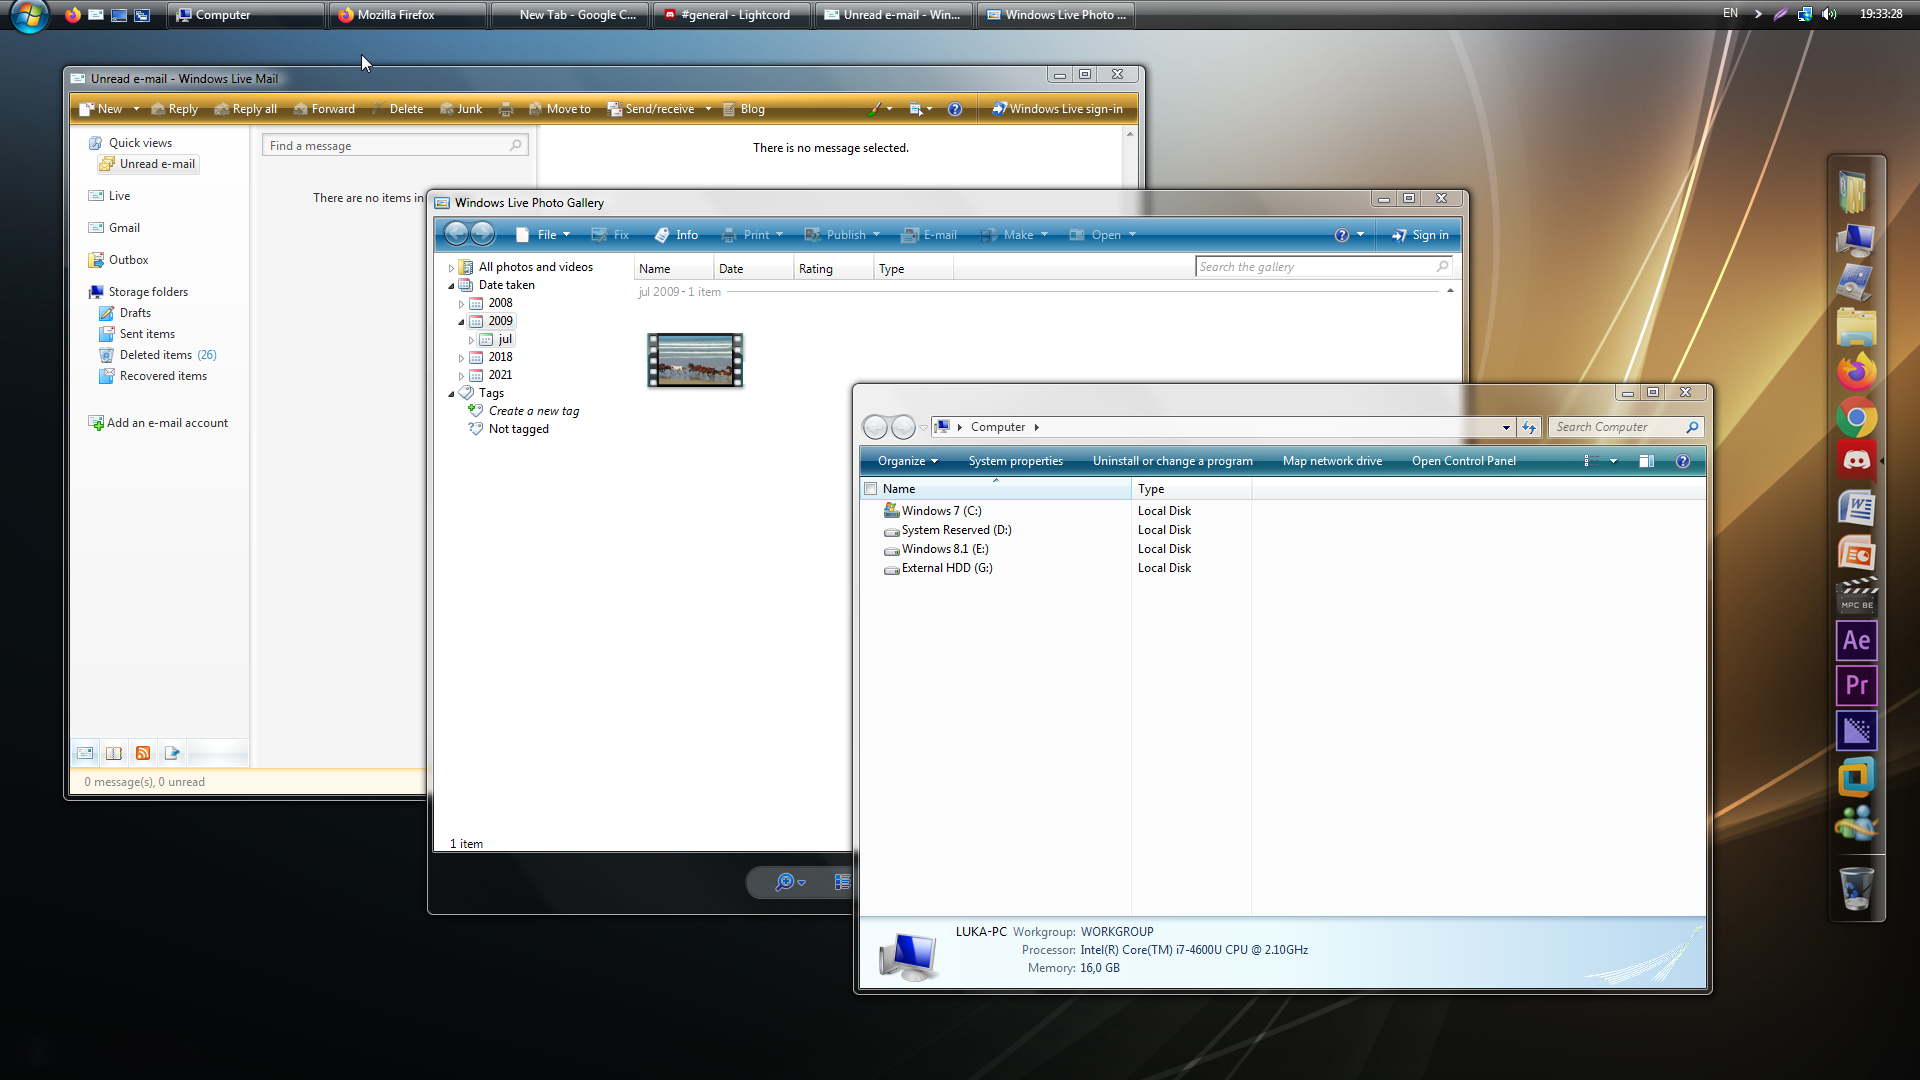 Computer
Mozilla Firefox
New Tab - Google C...
#general - Lightcord
Unread e-mail - Win...
Windows Live Photo ...
EN
19:33:28
Unread e-mail - Windows Live Mail
New
Reply
Reply all
Forward
Delete
Junk
Move to
Send/receive
Blog
Windows Live sign-in
Quick views
Unread e-mail
Live
Gmail
Outbox
Storage folders
Drafts
Sent items
Deleted items (26)
Recovered items
Add an e-mail account
Find a message
There are no items in
There is no message selected.
0 message(s), 0 unread
Windows Live Photo Gallery
File
Fix
Info
Print
Publish
E-mail
Make
Open
Sign in
All photos and videos
Date taken
2008
2009
jul
2018
2021
Tags
Create a new tag
Not tagged
Name
Date
Rating
Type
Search the gallery
jul 2009 - 1 item
1 item
Computer
Search Computer
Organize
System properties
Uninstall or change a program
Map network drive
Open Control Panel
Name
Type
Windows 7 (C:) Local Disk
System Reserved (D:) Local Disk
Windows 8.1 (E:) Local Disk
External HDD (G:) Local Disk
LUKA-PC Workgroup: WORKGROUP
Processor: Intel(R) Core(TM) i7-4600U CPU @ 2.10GHz
Memory: 16,0 GB
MPC BE
Ae
Pr